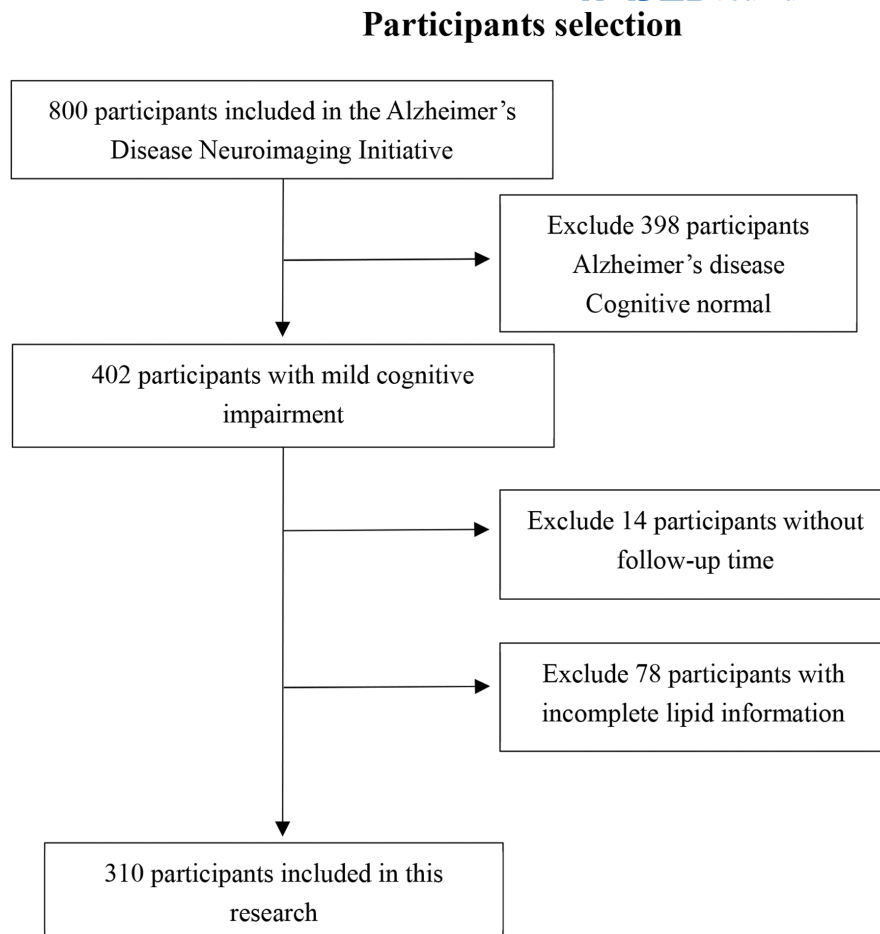 Participants selection
800 participants included in the Alzheimer’s
Disease Neuroimaging Initiative
Exclude 398 participants
Alzheimer’s disease
Cognitive normal
402 participants with mild cognitive
impairment
Exclude 14 participants without
follow-up time
Exclude 78 participants with
incomplete lipid information
310 participants included in this
research